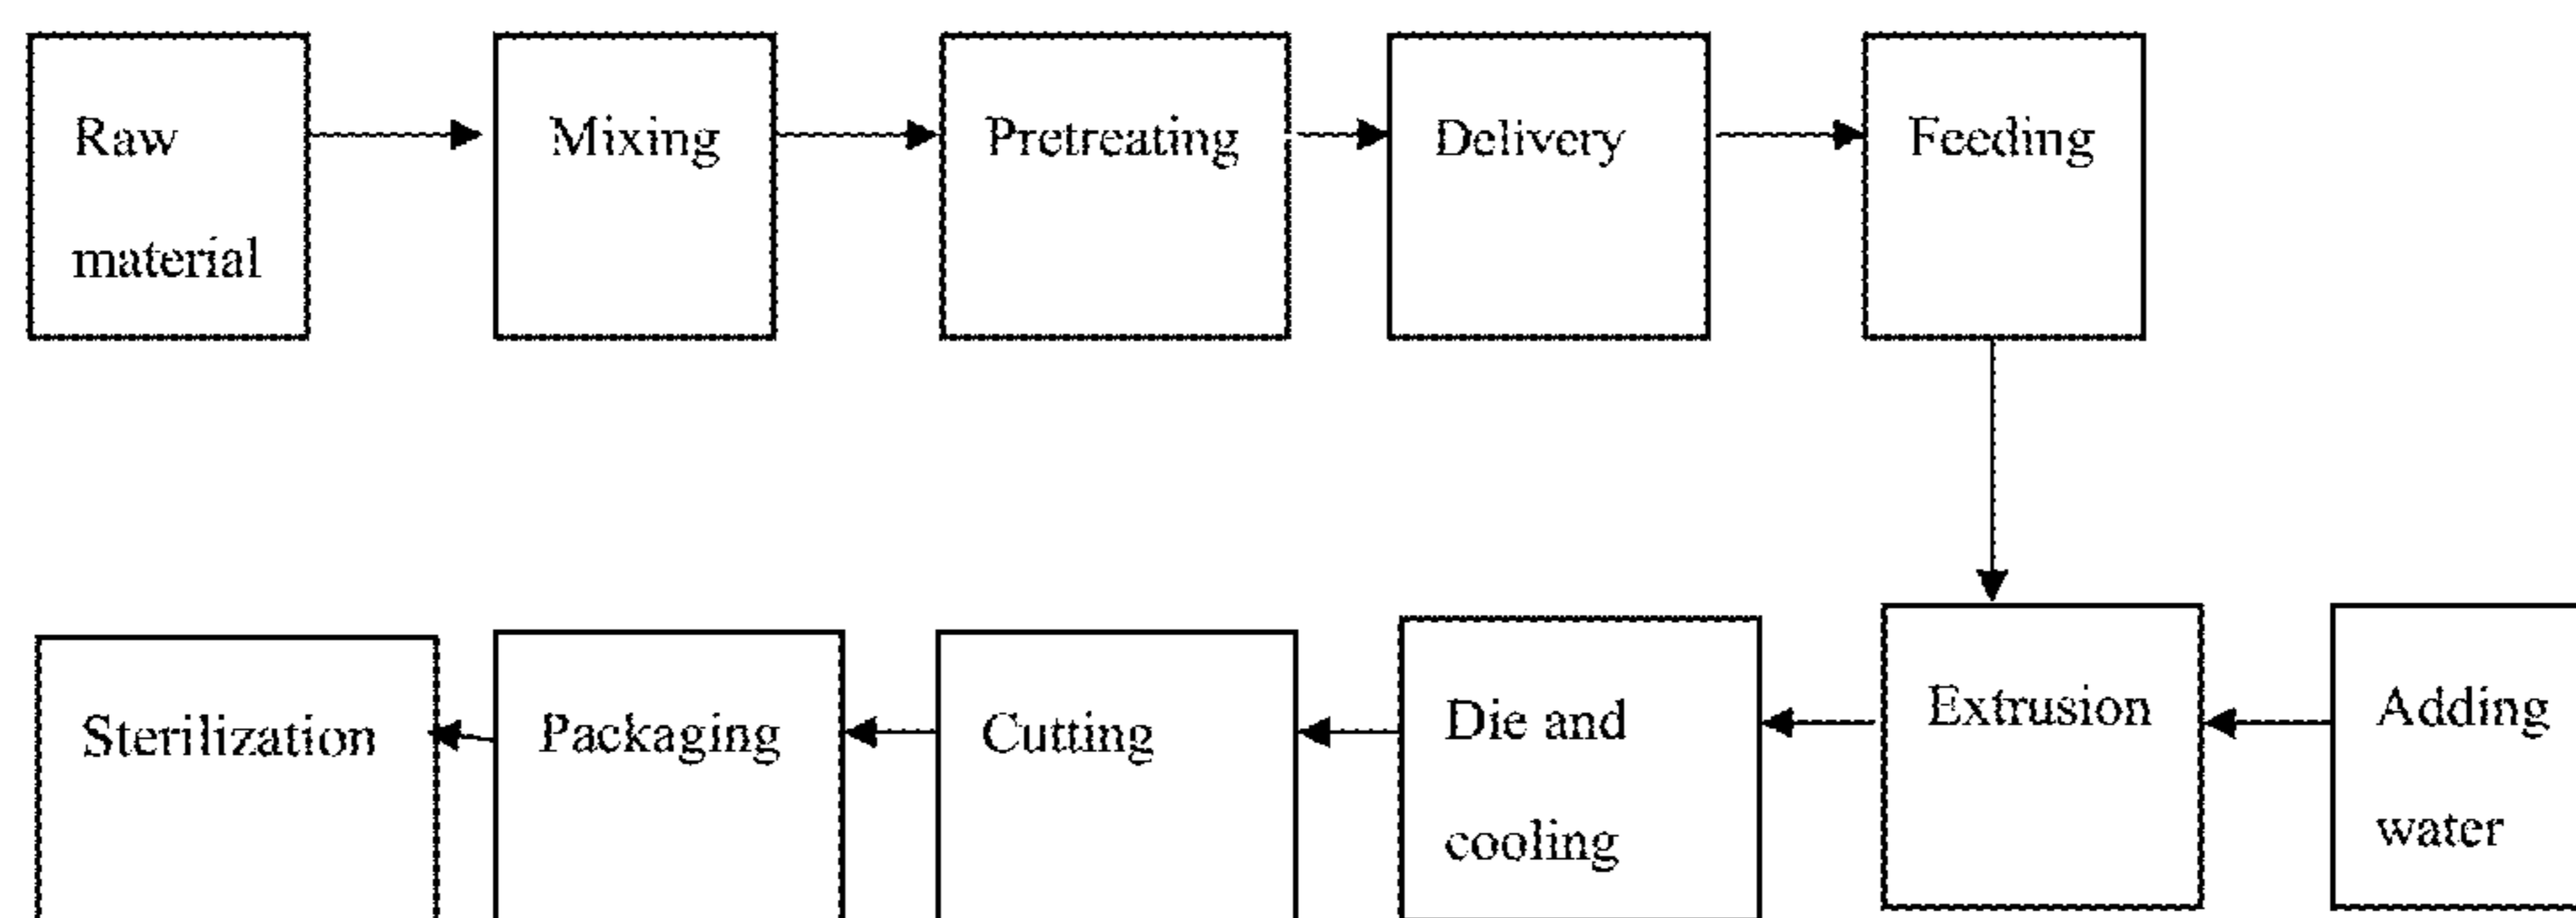 Raw
material
Mixing
Pretreating
Delivery
Feeding
Sterilization
Packaging
Cutting
Die and
cooling
Extrusion
Adding
water